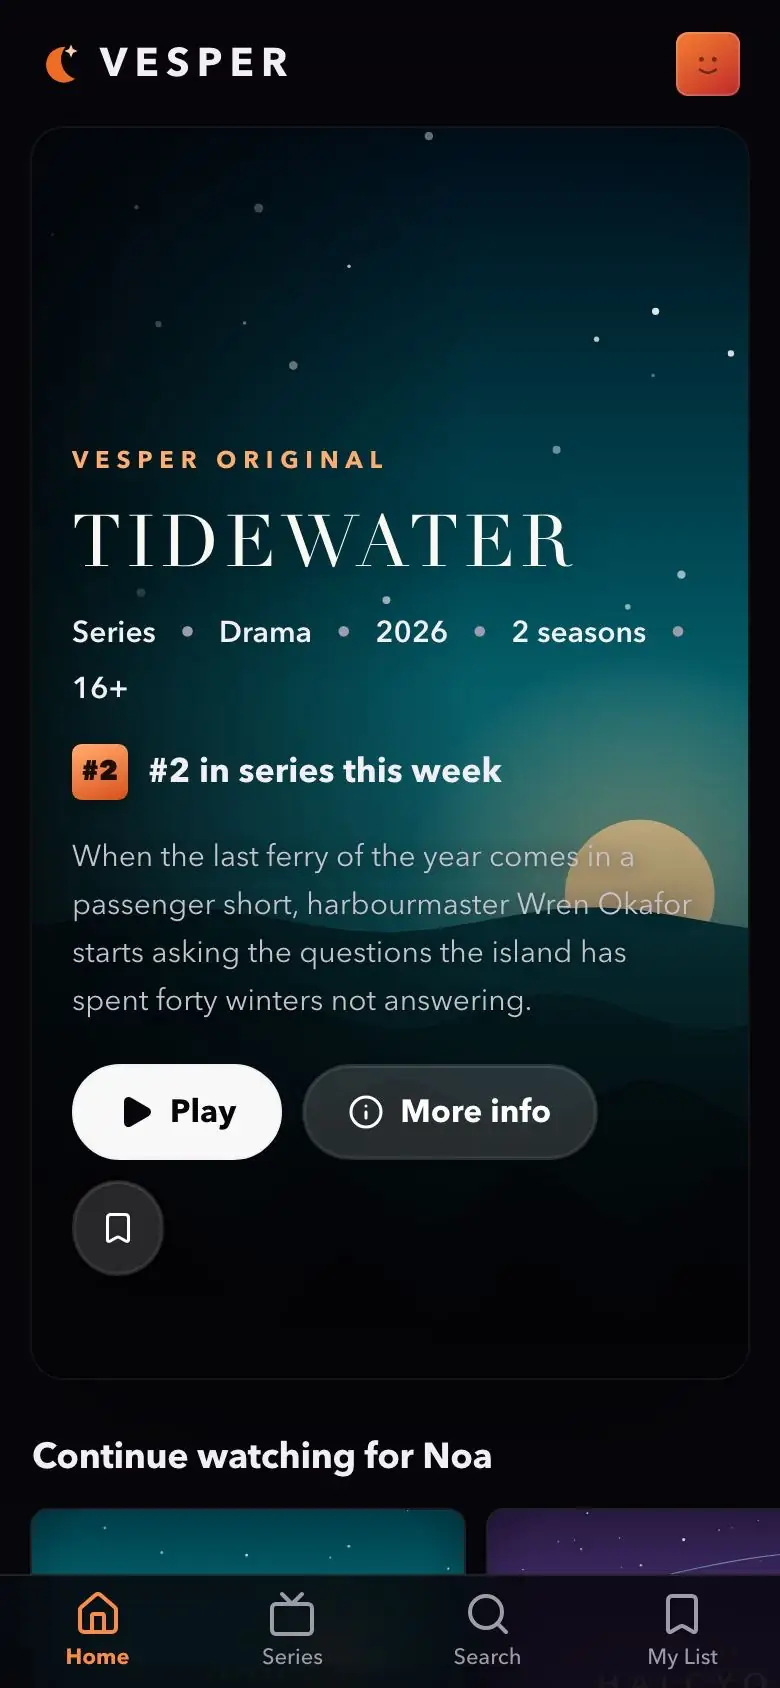 VESPER
VESPER ORIGINAL
TIDEWATER
Series • Drama • 2026 • 2 seasons •
16+
#2 #2 in series this week
When the last ferry of the year comes in a
passenger short, harbourmaster Wren Okafor
starts asking the questions the island has
spent forty winters not answering.
Play More info
Continue watching for Noa
Home Series Search My List